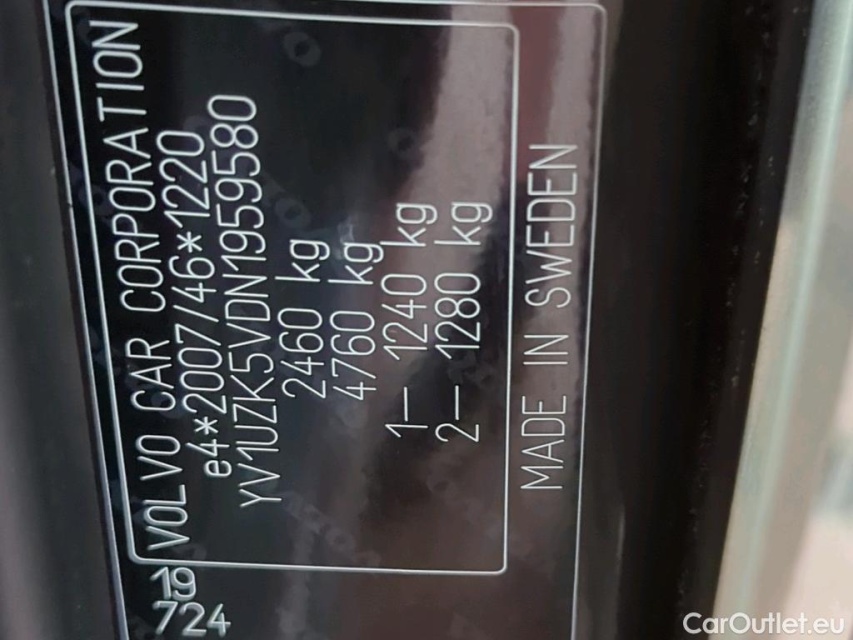 VOLVO CAR CORPORATION
e4*2007/46*1220
YV1UZK5VDN1959580
2460 kg
4760 kg
1— 1240 kg
2— 1280 kg
MADE IN SWEDEN
19
724
CarOutlet.eu